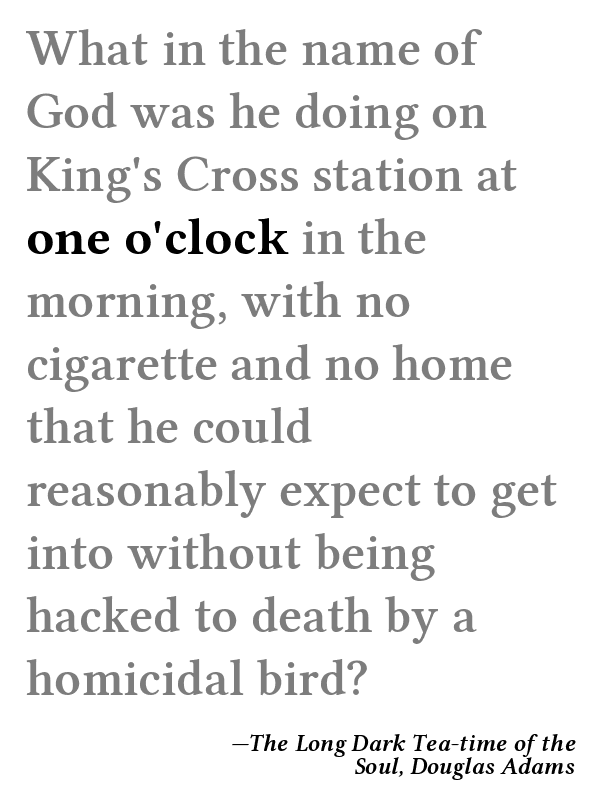 What in the name of
God was he doing on
King's Cross station at
one o'clock in the
morning, with no
cigarette and no home
that he could
reasonably expect to get
into without being
hacked to death by a
homicidal bird?
—The Long Dark Tea-time of the
Soul, Douglas Adams